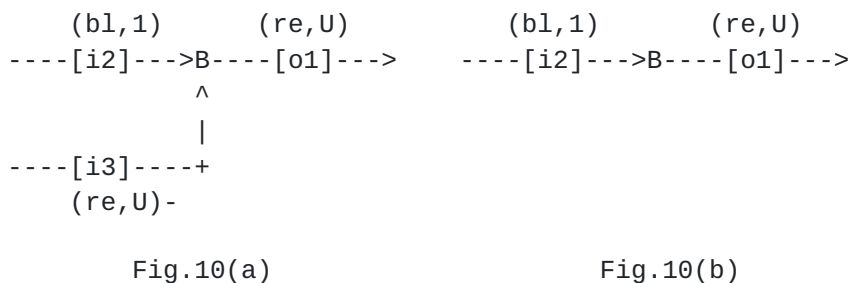 (bl,1)      (re,U)          (bl,1)       (re,U)
----[i2]--->B----[o1]--->    ----[i2]--->B----[o1]--->
            ^
            |
----[i3]----+
    (re,U)-
        Fig.10(a)                      Fig.10(b)